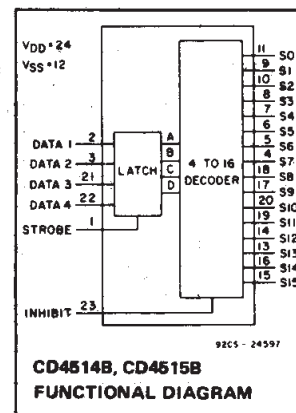 VDD = 24
VSS = 12
DATA 1 2
DATA 2 3
DATA 3 21
DATA 4 22
STROBE 1
INHIBIT 23
LATCH
A
B
C
D
4 TO 16
DECODER
11 S0
9 S1
10 S2
8 S3
7 S4
6 S5
5 S6
4 S7
18 S8
17 S9
20 S10
19 S11
14 S12
13 S13
16 S14
15 S15
92CS - 24597
CD4514B, CD4515B
FUNCTIONAL DIAGRAM